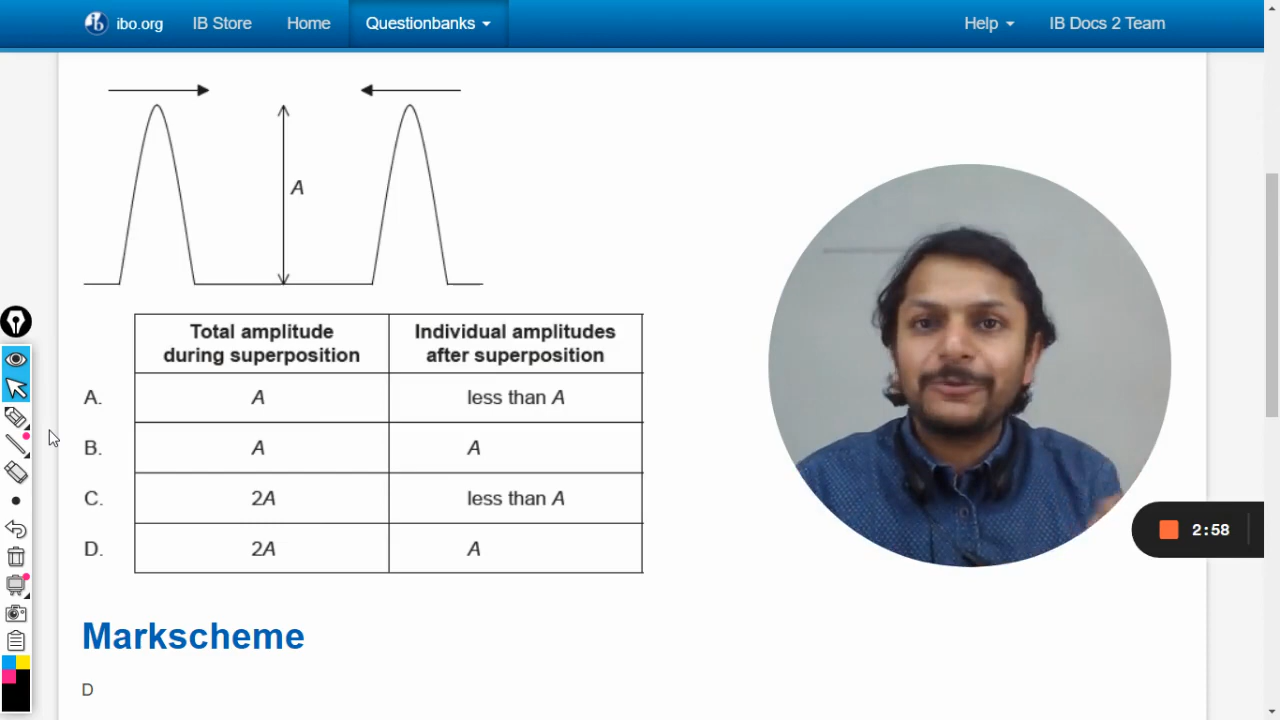 ibo.org IB Store Home Questionbanks Help IB Docs 2 Team
A
Total amplitude during superposition
Individual amplitudes after superposition
A. A less than A
B. A A
C. 2A less than A
D. 2A A
2:58
Markscheme
D